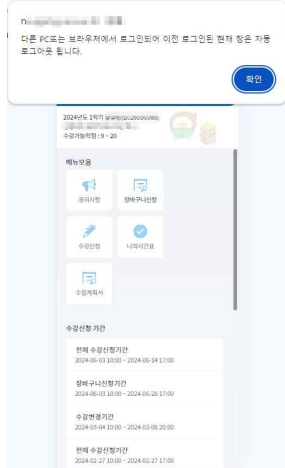 다른 PC또는 브라우저에서 로그인되어 이전 로그인된 현재 창은 자동
로그아웃 됩니다.
확인
2024년도 1학기
수강가능학점 : 9 ~ 20
메뉴모음
공지사항
장바구니신청
수강신청
나의시간표
수업계획서
수강신청 기간
전체 수강신청기간
2024-06-03 10:00 ~ 2024-06-14 17:00
장바구니신청기간
2024-06-03 10:00 ~ 2024-06-28 17:00
수강변경기간
2024-03-04 10:00 ~ 2024-03-08 20:00
전체 수강신청기간
2024-02-27 10:00 ~ 2024-02-27 17:00